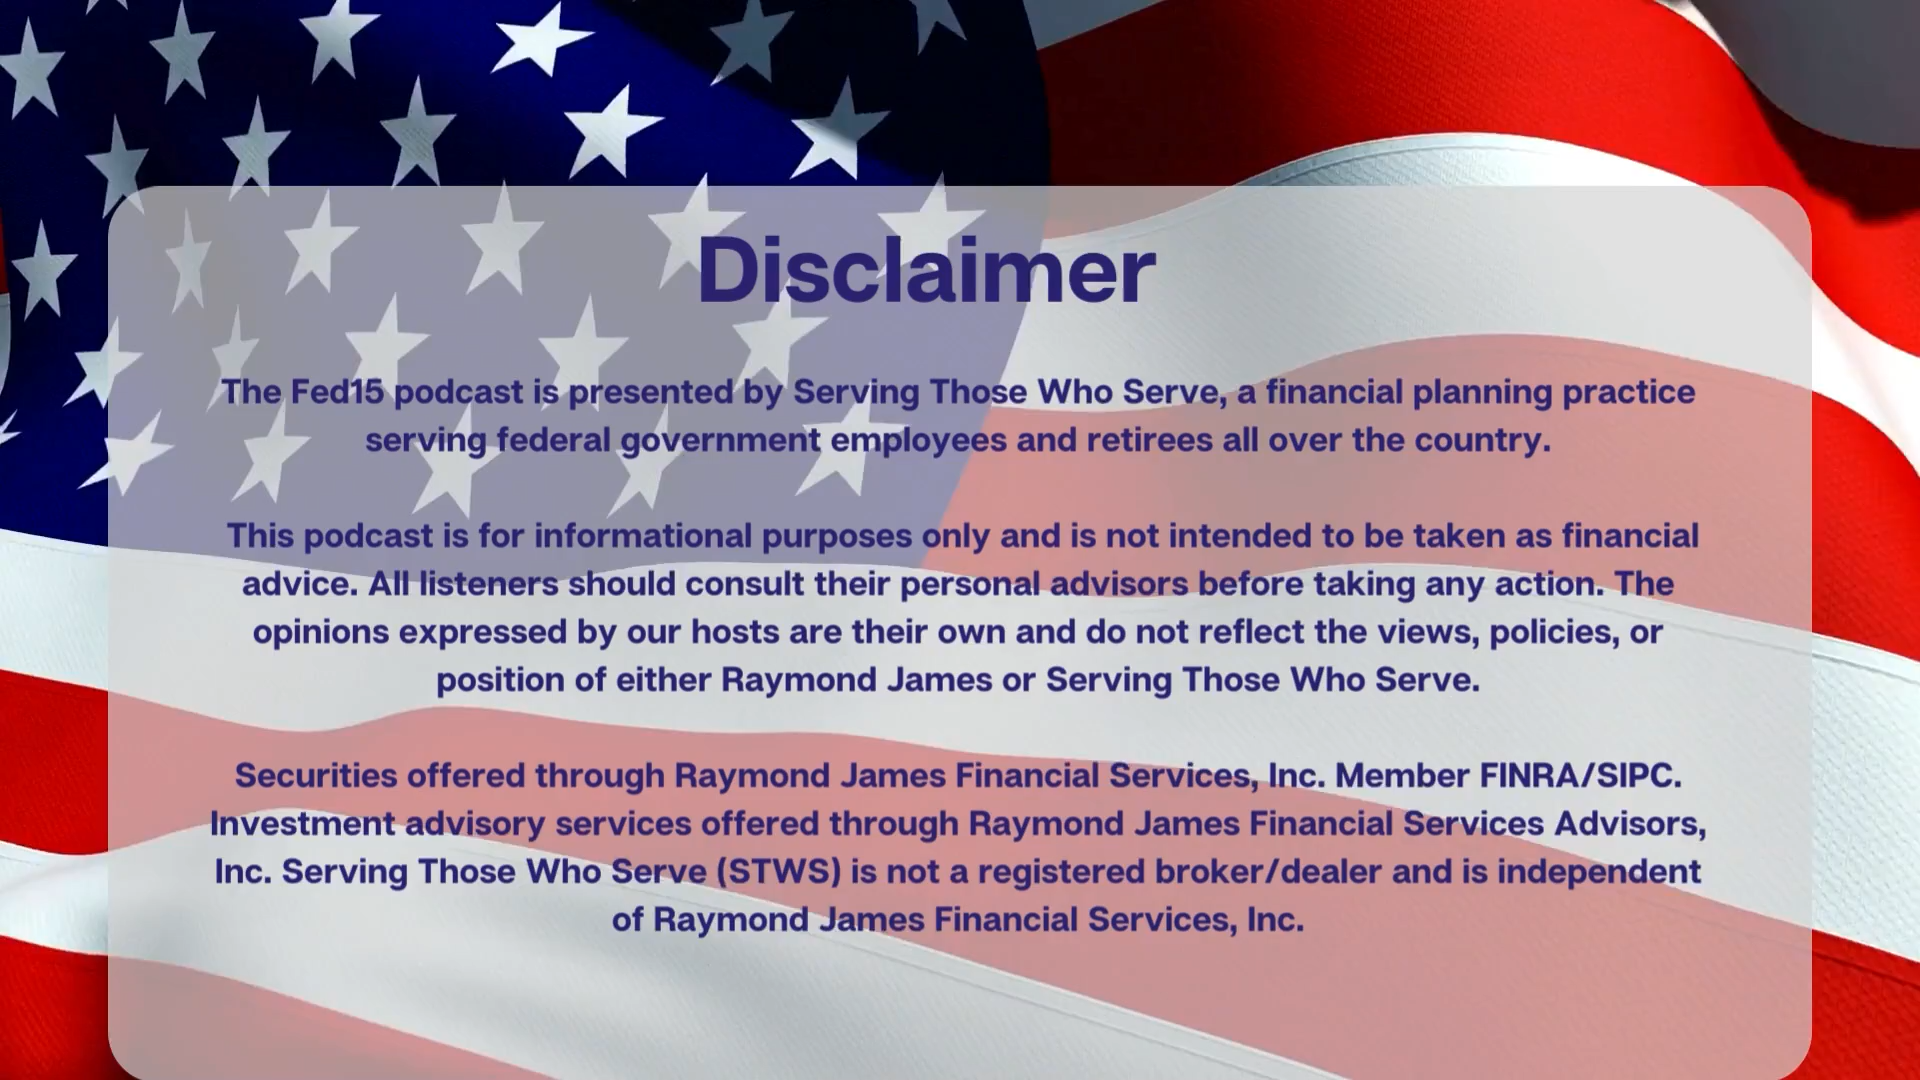 Disclaimer
The Fed15 podcast is presented by Serving Those Who Serve, a financial planning practice
serving federal government employees and retirees all over the country.
This podcast is for informational purposes only and is not intended to be taken as financial
advice. All listeners should consult their personal advisors before taking any action. The
opinions expressed by our hosts are their own and do not reflect the views, policies, or
position of either Raymond James or Serving Those Who Serve.
Securities offered through Raymond James Financial Services, Inc. Member FINRA/SIPC.
Investment advisory services offered through Raymond James Financial Services Advisors,
Inc. Serving Those Who Serve (STWS) is not a registered broker/dealer and is independent
of Raymond James Financial Services, Inc.